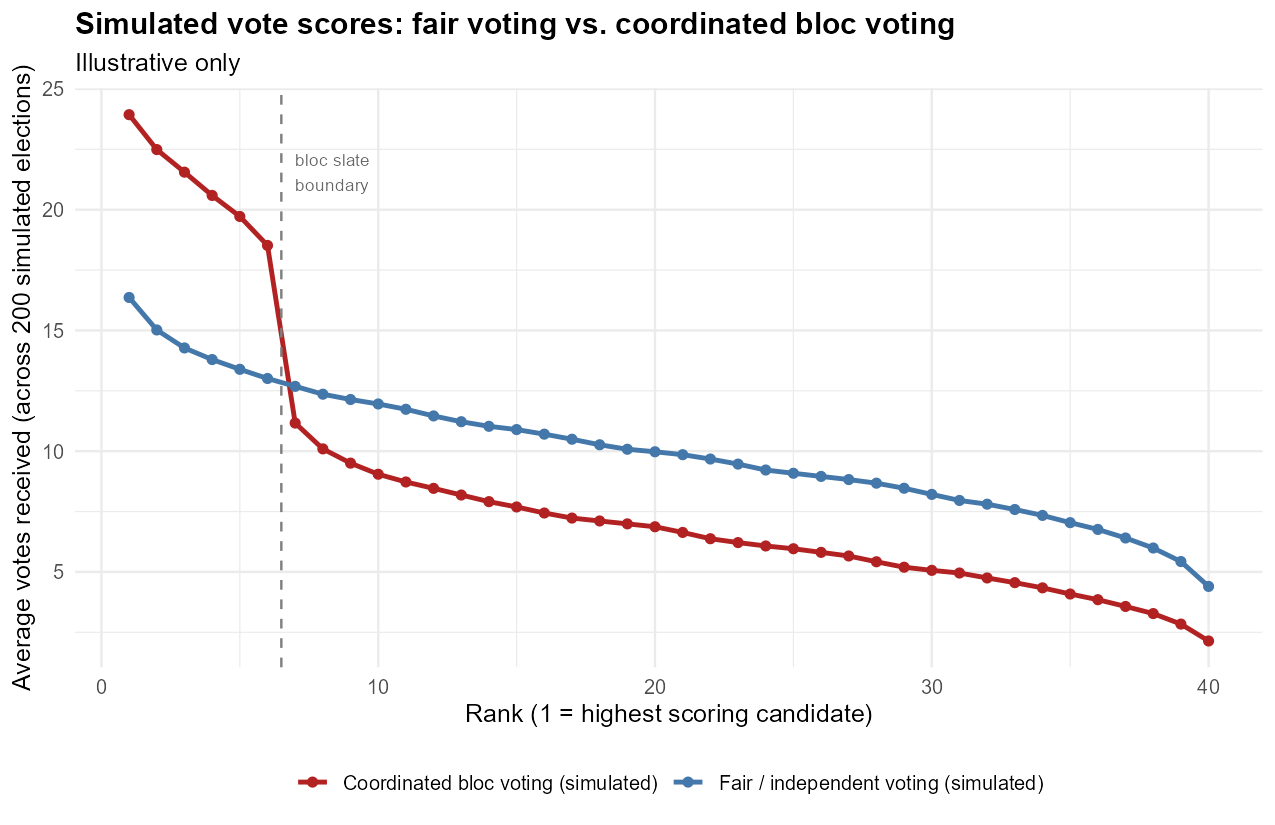 Simulated vote scores: fair voting vs. coordinated bloc voting
Illustrative only
Average votes received (across 200 simulated elections)
25
20
15
10
5
bloc slate
boundary
0
10
20
30
40
Rank (1 = highest scoring candidate)
Coordinated bloc voting (simulated)
Fair / independent voting (simulated)